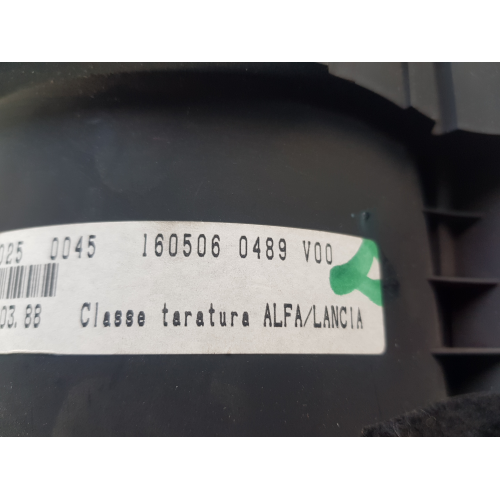 025 0045 160506 0489 V00
03.88 Classe taratura ALFA/LANCIA